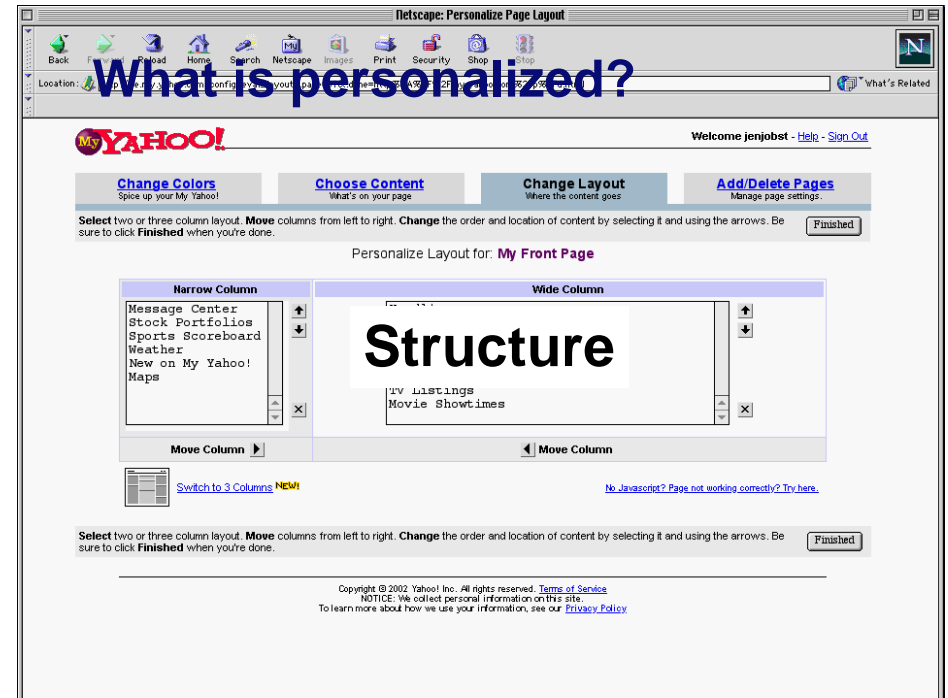 Netscape: Personalize Page Layout
Back Forward Reload Home Search Netscape Images Print Security Shop Stop
What is personalized?
Location: What's Related
My YAHOO!
Welcome jenjobst - Help - Sign Out
Change Colors Choose Content Change Layout Add/Delete Pages
Spice up your My Yahoo! What's on your page Where the content goes Manage page settings.
Select two or three column layout. Move columns from left to right. Change the order and location of content by selecting it and using the arrows. Be
sure to click Finished when you're done.
Finished
Personalize Layout for: My Front Page
Narrow Column Wide Column
Message Center
Stock Portfolios
Sports Scoreboard
Weather
New on My Yahoo!
Maps
Structure
TV Listings
Movie Showtimes
Move Column Move Column
Switch to 3 Columns NEW!
No Javascript? Page not working correctly? Try here.
Select two or three column layout. Move columns from left to right. Change the order and location of content by selecting it and using the arrows. Be
sure to click Finished when you're done.
Finished
Copyright © 2002 Yahoo! Inc. All rights reserved. Terms of Service
NOTICE: We collect personal information on this site.
To learn more about how we use your information, see our Privacy Policy